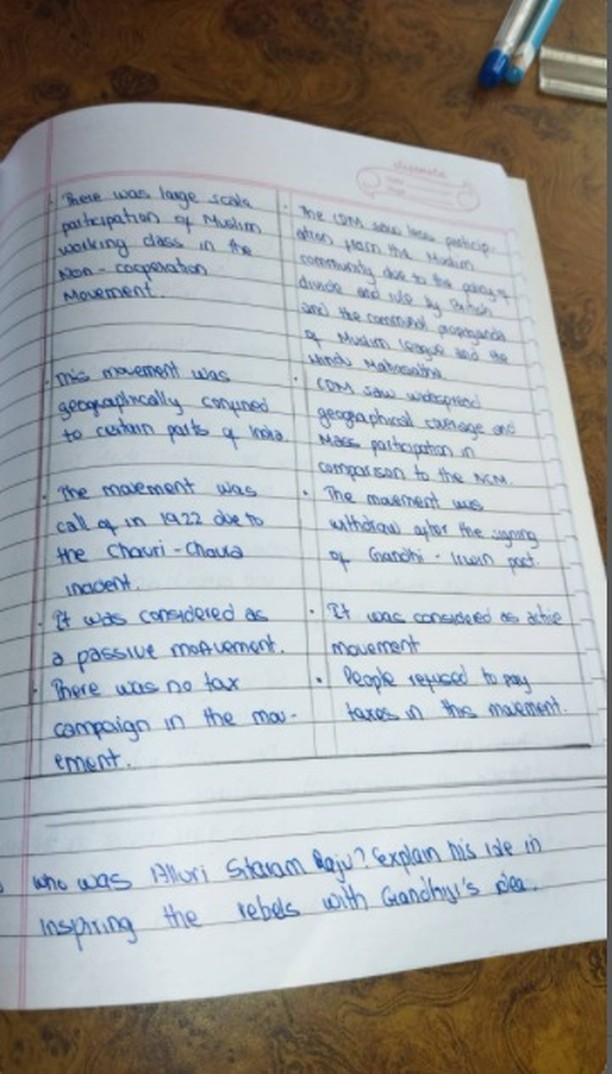 There was large scale
participation of Muslim
working class in the
Non-cooperation
Movement.
This movement was
geographically confined
to certain parts of India.
The movement was
call of in 1922 due to
the Chauri-Chaura
incident.
It was considered as
a passive movement.
There was no tax
campaign in the mov-
ement.
The CDM saw less particip-
ation from the Muslim
community due to the policy of
divide and rule by British
and the communal propaganda
of Muslim League and the
Hindu Mahasabha
CDM saw widespread
geographical coverage and
Mass participation in
comparison to the NCM.
The movement was
withdraw after the signing
of Gandhi-Irwin pact.
It was considered as active
movement
People refused to pay
taxes in this movement.
who was Alluri Sitaram Raju? Explain his role in
inspiring the rebels with Gandhiji's idea.